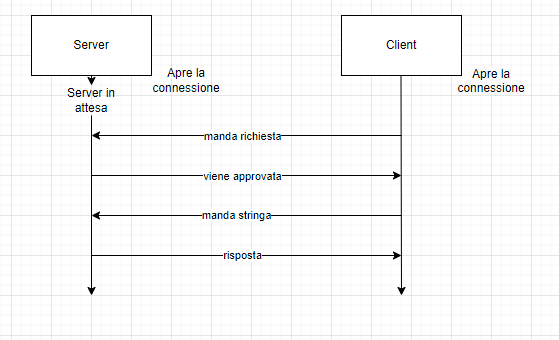 Server
Client
Apre la
connessione
Apre la
connessione
Server in
attesa
manda richiesta
viene approvata
manda stringa
risposta